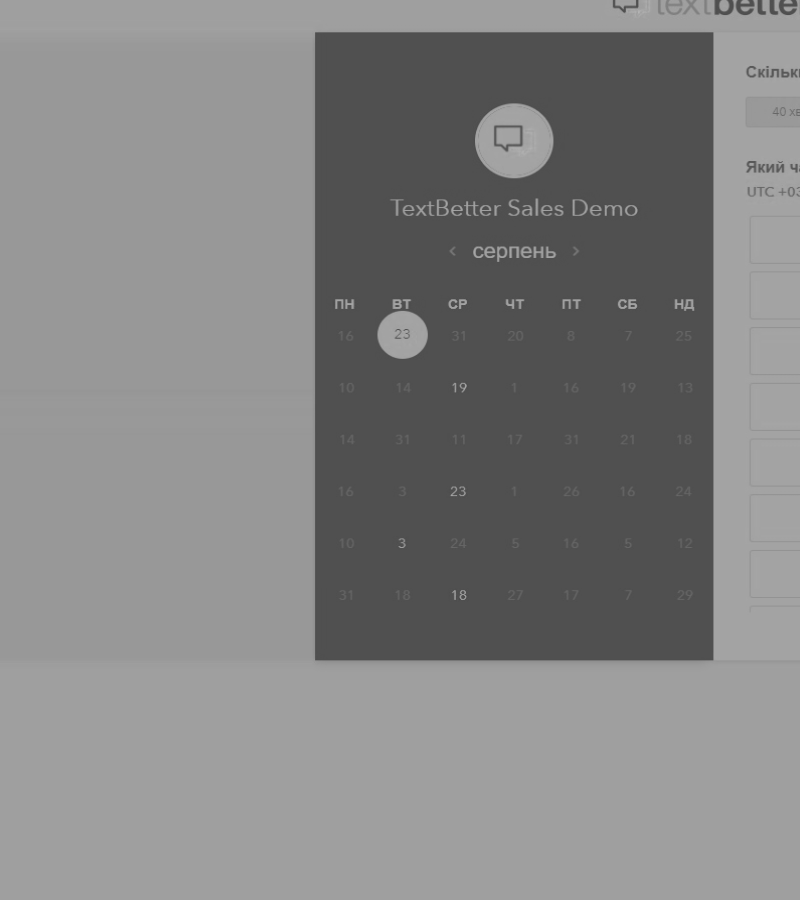 textbette
TextBetter Sales Demo
< серпень >
ПН ВТ СР ЧТ ПТ СБ НД
16 23 31 20 8 7 25
10 14 19 1 16 19 13
14 31 11 17 31 21 18
16 3 23 1 26 16 24
10 3 24 5 16 5 12
31 18 18 27 17 7 29
Скільки
40 хв
Який ча
UTC +03